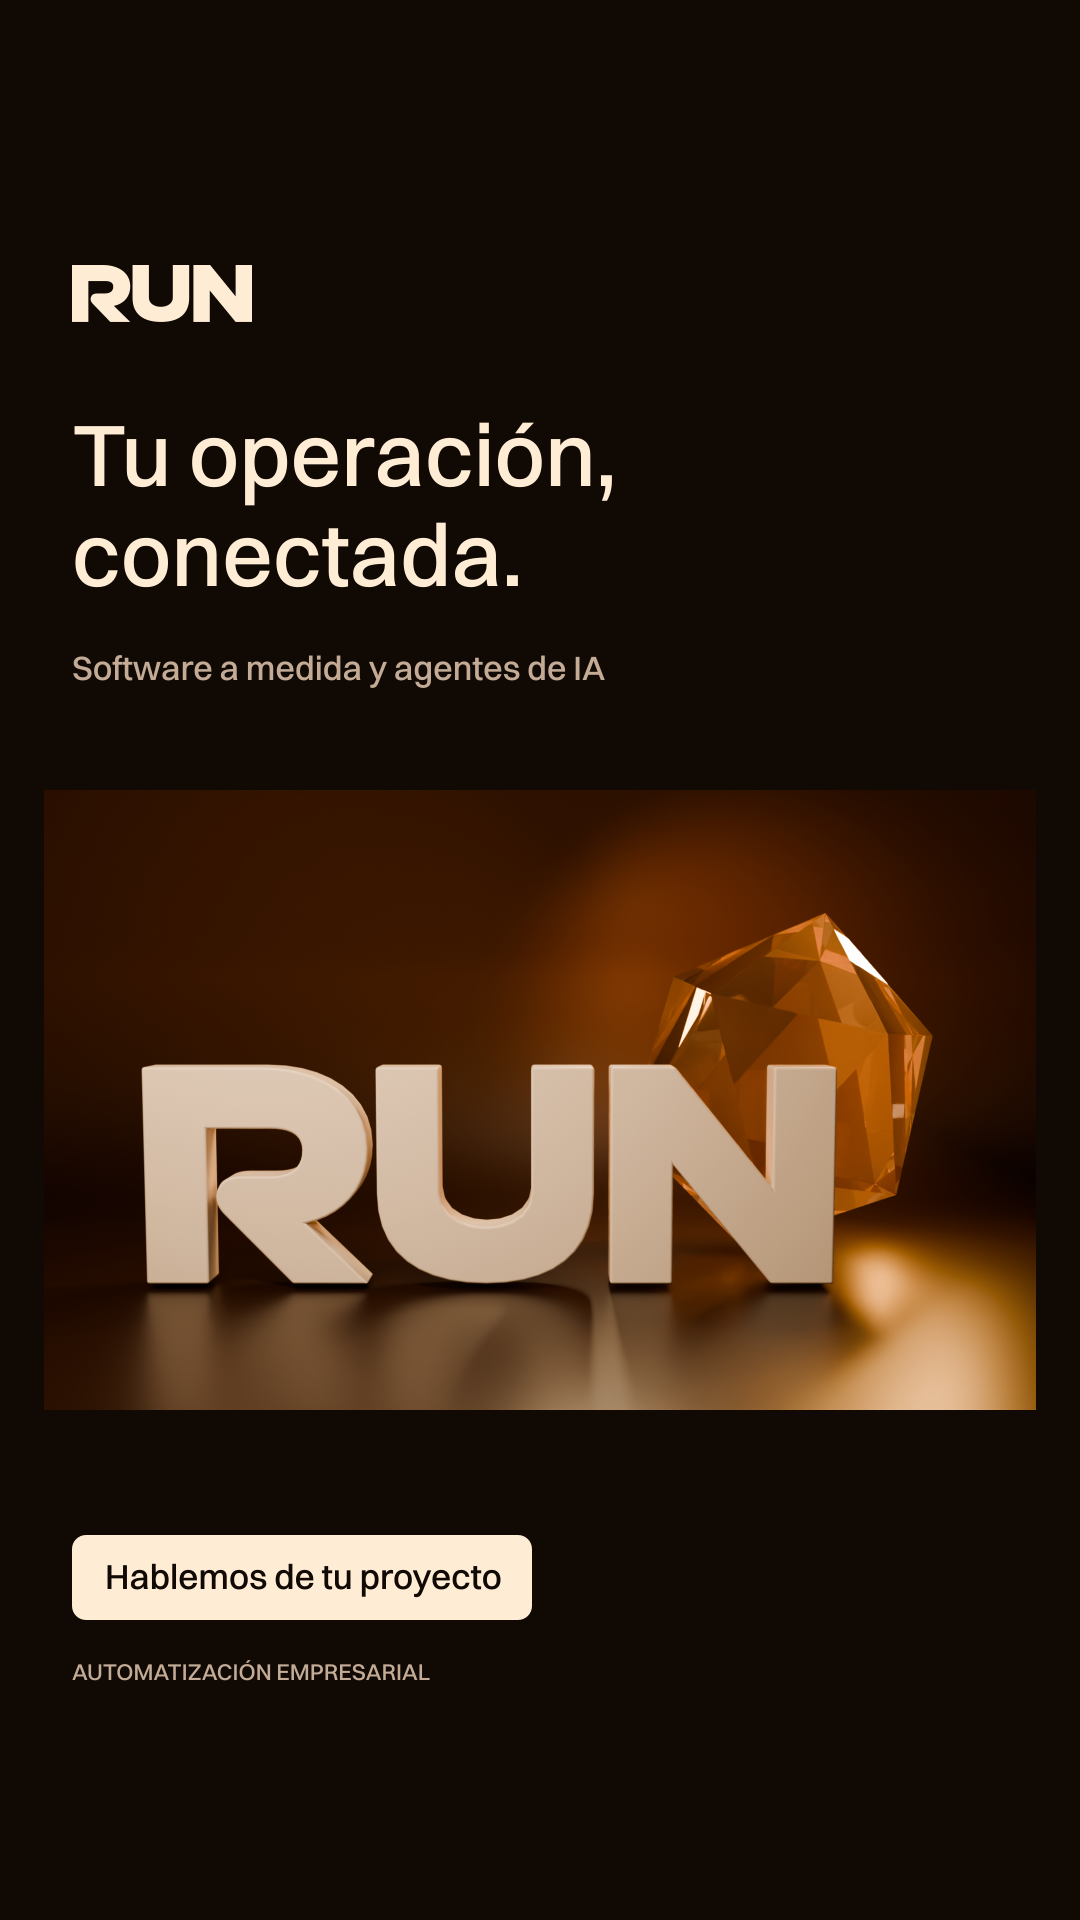 RUN
Tu operación,
conectada.
Software a medida y agentes de IA
RUN
Hablemos de tu proyecto
AUTOMATIZACIÓN EMPRESARIAL